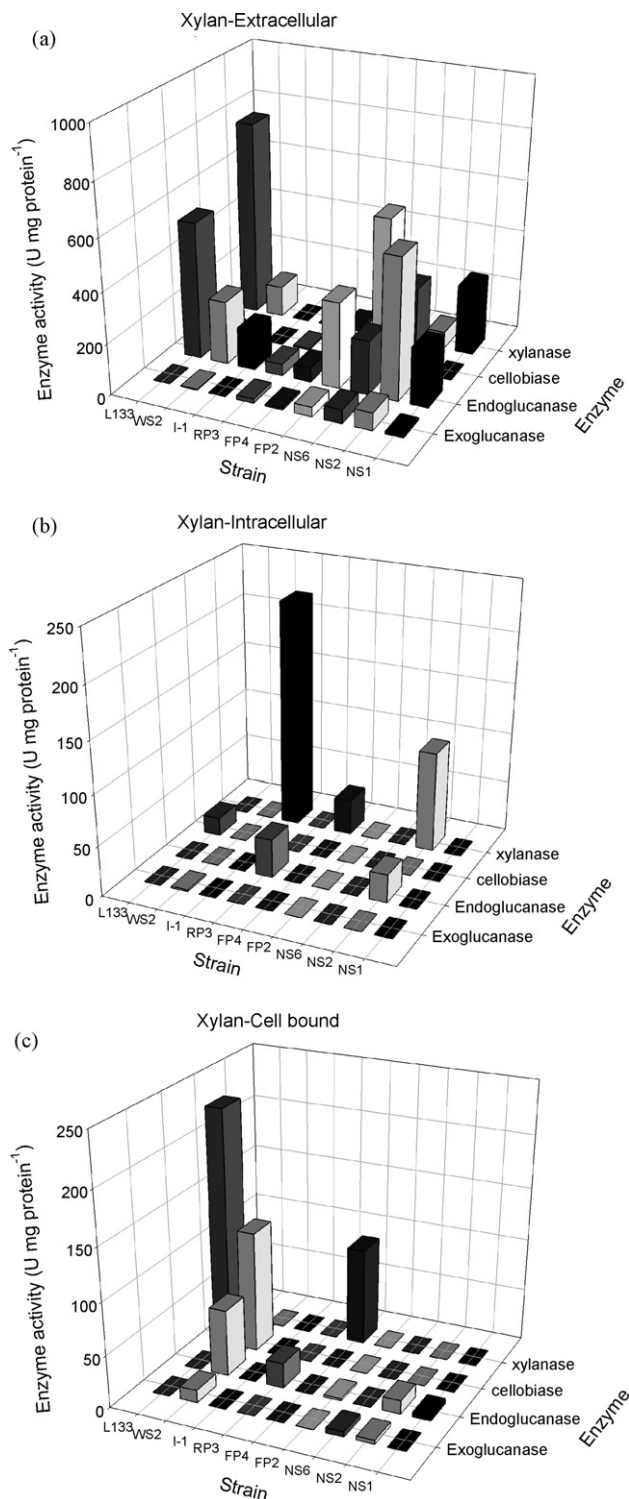 (a)
Xylan-Extracellular
Enzyme activity (U mg protein⁻¹)
1000
800
600
400
200
0
L133
WS2
I-1
RP3
FP4
FP2
NS6
NS2
NS1
Strain
xylanase
cellobiase
Endoglucanase
Exoglucanase
Enzyme
(b)
Xylan-Intracellular
Enzyme activity (U mg protein⁻¹)
250
200
150
100
50
0
L133
WS2
I-1
RP3
FP4
FP2
NS6
NS2
NS1
Strain
xylanase
cellobiase
Endoglucanase
Exoglucanase
Enzyme
(c)
Xylan-Cell bound
Enzyme activity (U mg protein⁻¹)
250
200
150
100
50
0
L133
WS2
I-1
RP3
FP4
FP2
NS6
NS2
NS1
Strain
xylanase
cellobiase
Endoglucanase
Exoglucanase
Enzyme